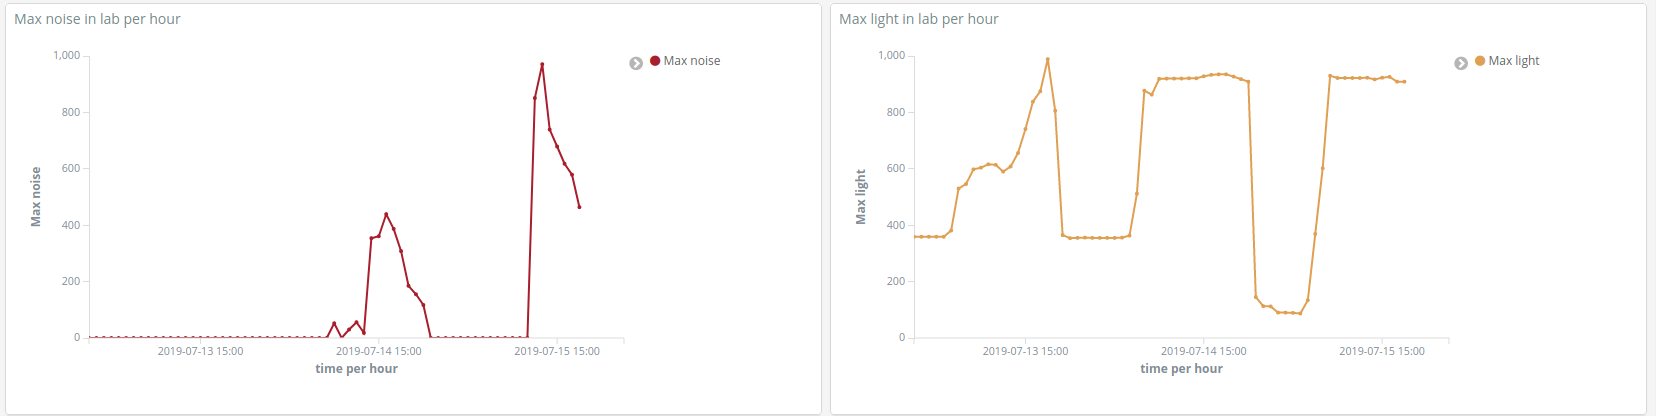 Max noise in lab per hour
1,000
800
600
400
200
0
Max noise
2019-07-13 15:00
2019-07-14 15:00
2019-07-15 15:00
time per hour
Max noise
Max light in lab per hour
1,000
800
600
400
200
0
Max light
2019-07-13 15:00
2019-07-14 15:00
2019-07-15 15:00
time per hour
Max light